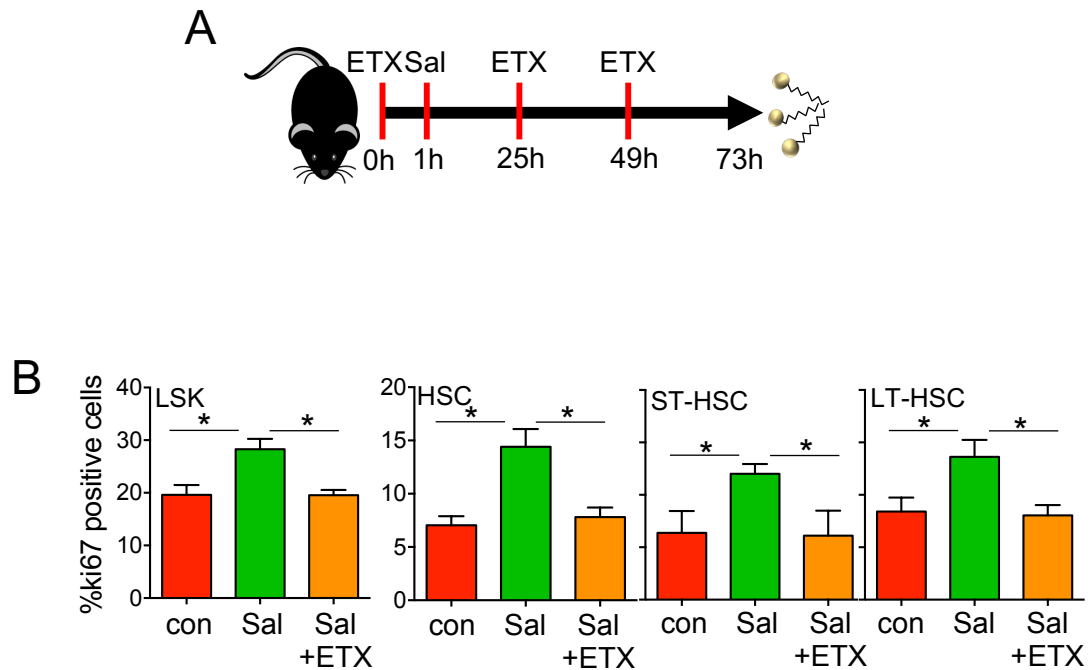 A
ETX Sal ETX ETX
0h 1h 25h 49h 73h
B
%ki67 positive cells
LSK
40
30
20
10
0
* *
con Sal Sal
+ETX
HSC
20
15
10
5
0
* *
con Sal Sal
+ETX
ST-HSC
* *
con Sal Sal
+ETX
LT-HSC
* *
con Sal Sal
+ETX